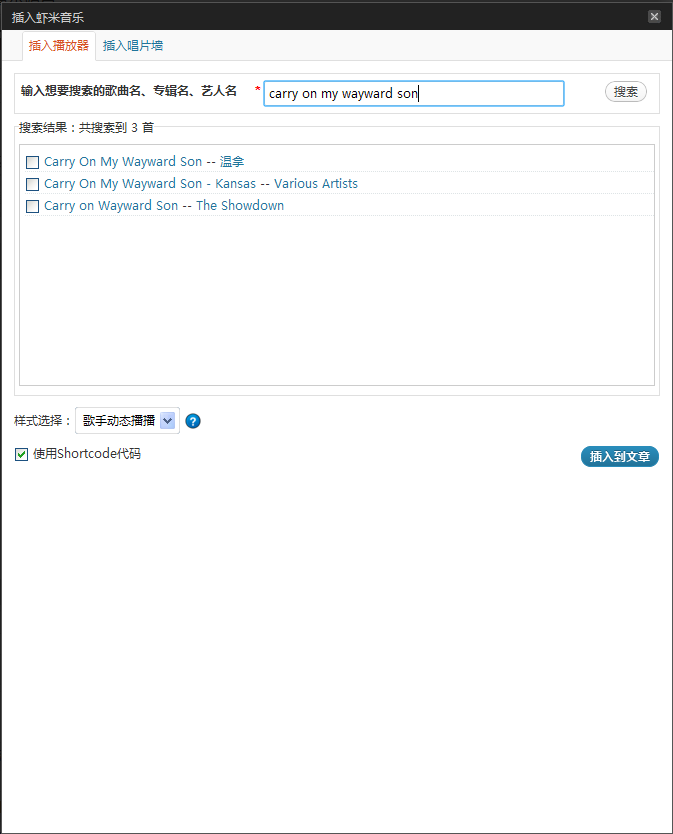 插入虾米音乐
插入播放器 插入唱片墙
输入想要搜索的歌曲名、专辑名、艺人名 * carry on my wayward son 搜索
搜索结果：共搜索到 3 首
Carry On My Wayward Son -- 温拿
Carry On My Wayward Son - Kansas -- Various Artists
Carry on Wayward Son -- The Showdown
样式选择： 歌手动态播播 ?
使用Shortcode代码 插入到文章